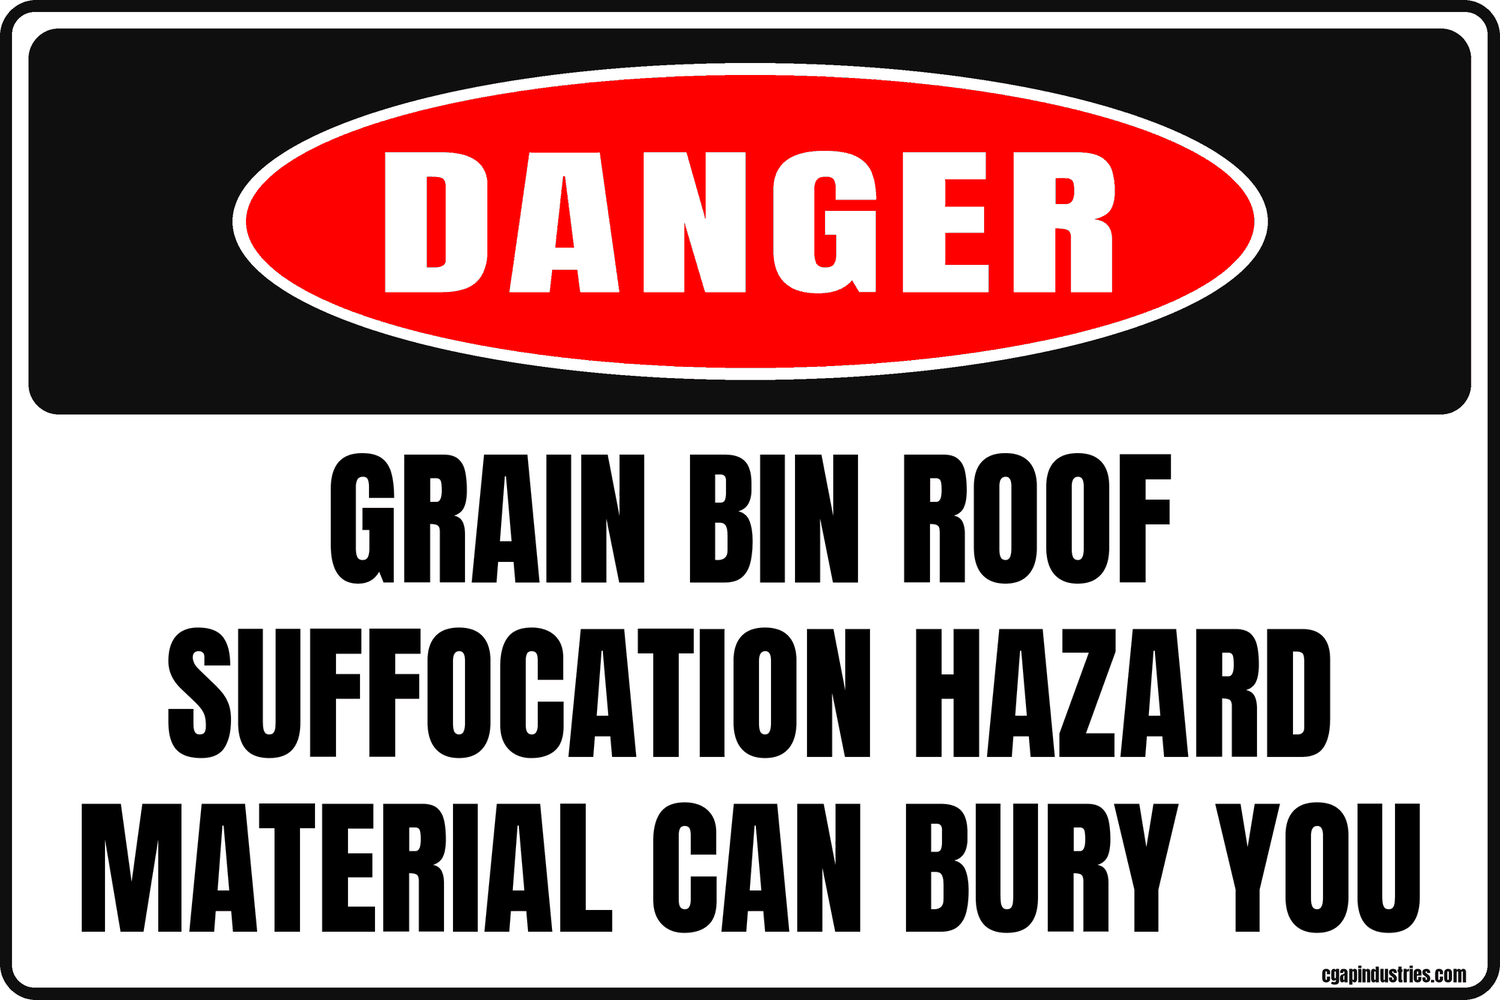 DANGER
GRAIN BIN ROOF
SUFFOCATION HAZARD
MATERIAL CAN BURY YOU
cgapindustries.com